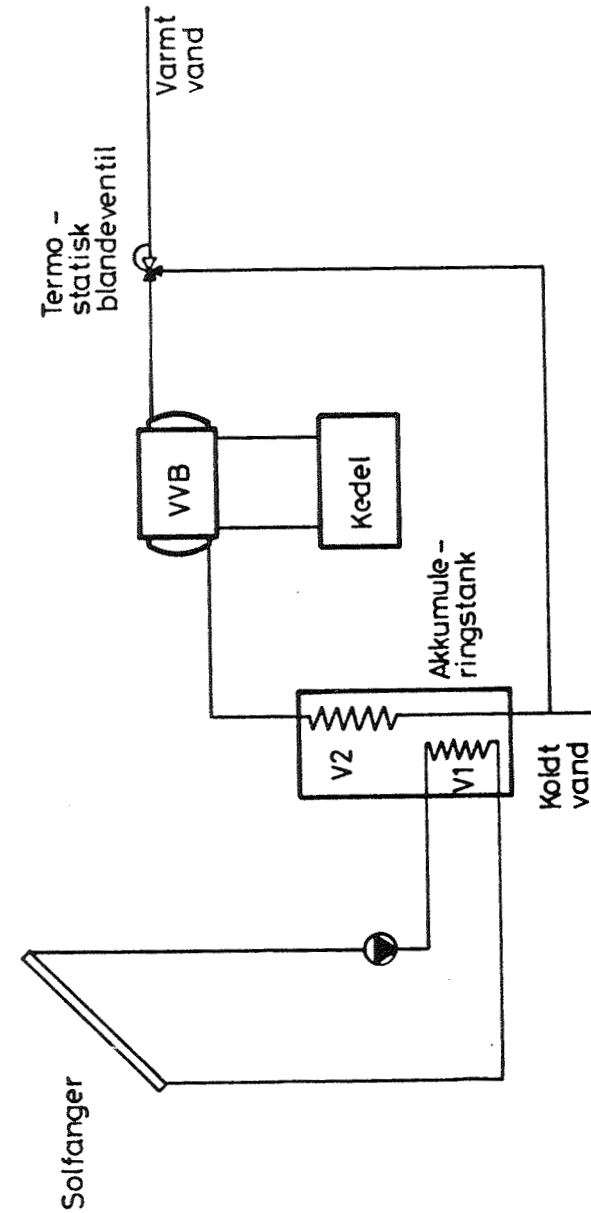 Solfanger
V2
V1
Akkumule-
ringstank
Koldt
vand
VVB
Kedel
Termo-
statisk
blandeventil
Varmt
vand